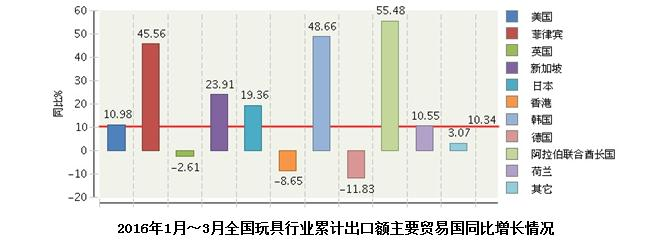 60
50
40
30
20
10
0
-10
-20
同比%
10.98
45.56
-2.61
23.91
19.36
-8.65
48.66
-11.83
55.48
10.55
3.07
10.34
美国
菲律宾
英国
新加坡
日本
香港
韩国
德国
阿拉伯联合酋长国
荷兰
其它
2016年1月～3月全国玩具行业累计出口额主要贸易国同比增长情况